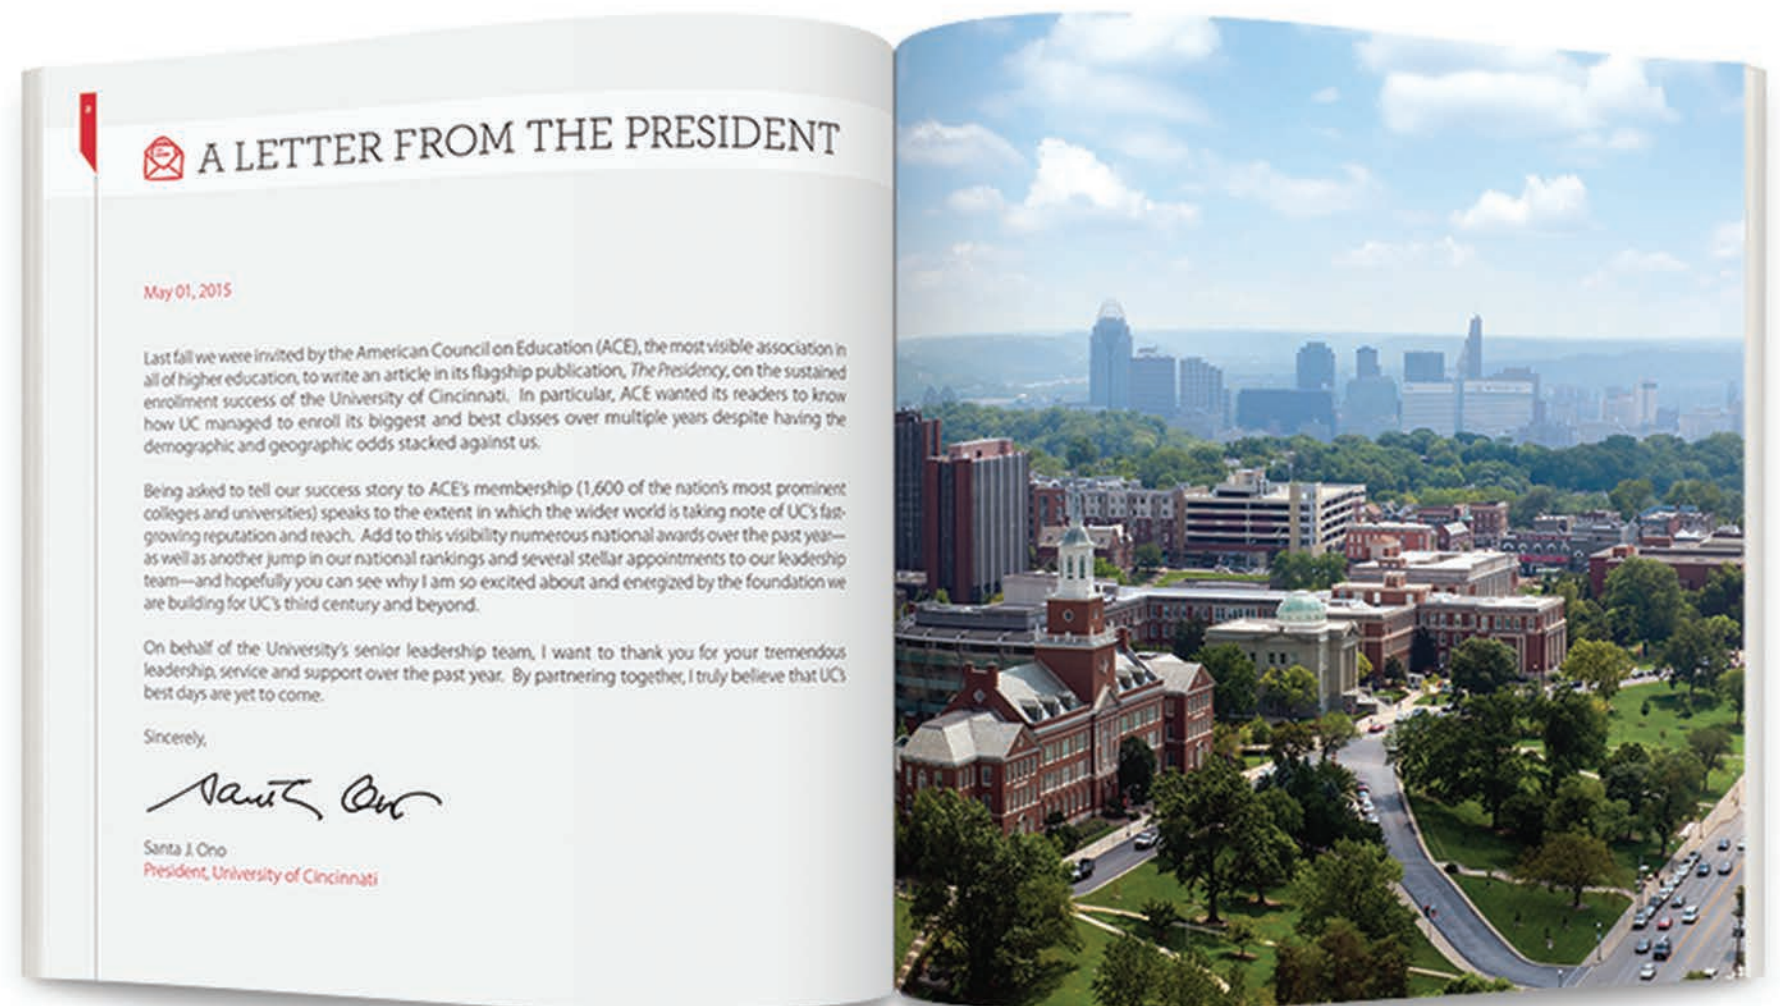 A LETTER FROM THE PRESIDENT
May 01, 2015
Last fall we were invited by the American Council on Education (ACE), the most visible association in
all of higher education, to write an article in its flagship publication, The Presidency, on the sustained
enrollment success of the University of Cincinnati. In particular, ACE wanted its readers to know
how UC managed to enroll its biggest and best classes over multiple years despite having the
demographic and geographic odds stacked against us.
Being asked to tell our success story to ACE's membership (1,600 of the nation's most prominent
colleges and universities) speaks to the extent in which the wider world is taking note of UC's fast-
growing reputation and reach. Add to this visibility numerous national awards over the past year—
as well as another jump in our national rankings and several stellar appointments to our leadership
team—and hopefully you can see why I am so excited about and energized by the foundation we
are building for UC's third century and beyond.
On behalf of the University's senior leadership team, I want to thank you for your tremendous
leadership, service and support over the past year. By partnering together, I truly believe that UC's
best days are yet to come.
Sincerely,
Santa Ono
Santa J. Ono
President, University of Cincinnati